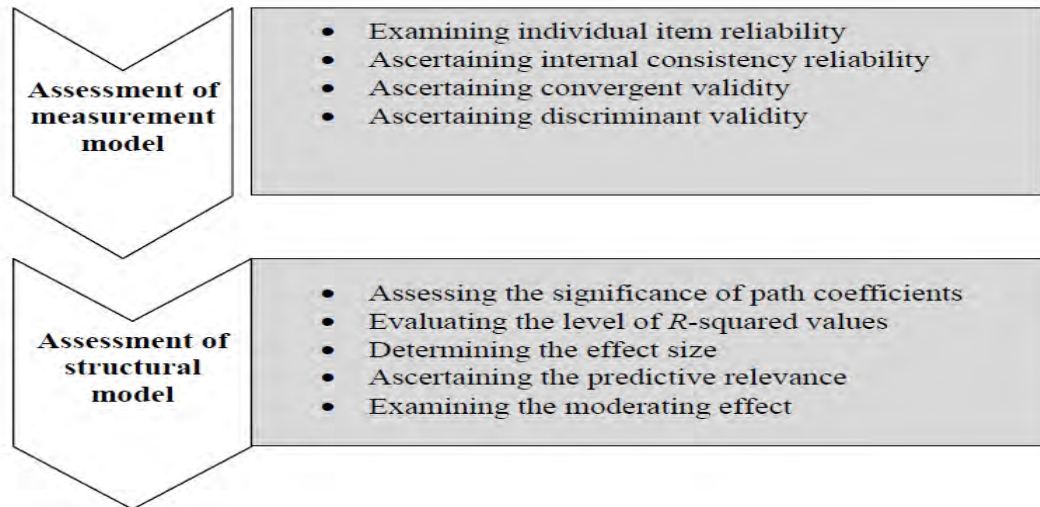 Assessment of
measurement
model
• Examining individual item reliability
• Ascertaining internal consistency reliability
• Ascertaining convergent validity
• Ascertaining discriminant validity
Assessment of
structural
model
• Assessing the significance of path coefficients
• Evaluating the level of R-squared values
• Determining the effect size
• Ascertaining the predictive relevance
• Examining the moderating effect